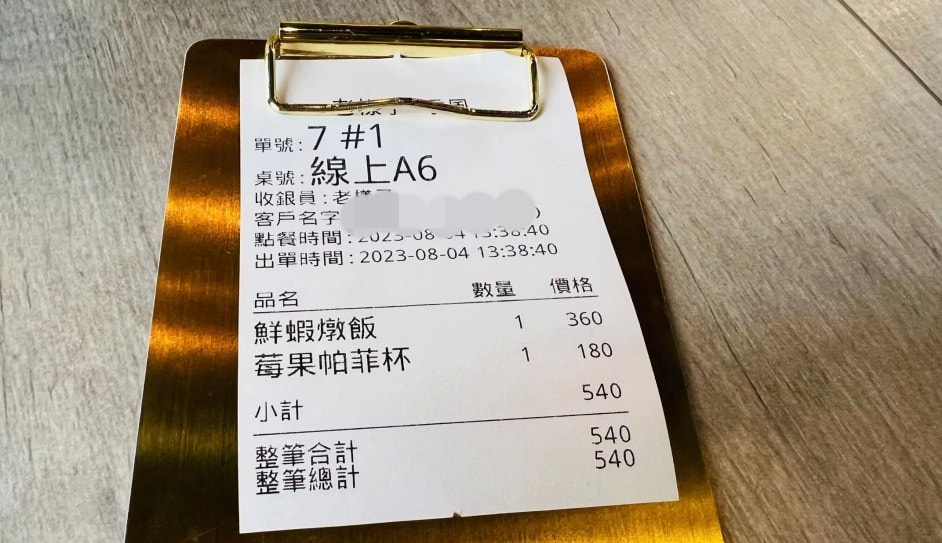 單號: 7 #1
桌號: 線上A6
收銀員: 老樣子
客戶名字
點餐時間: 2023-08-04 13:38:40
出單時間: 2023-08-04 13:38:40
品名 數量 價格
鮮蝦燉飯 1 360
莓果帕菲杯 1 180
小計 540
整筆合計 540
整筆總計 540